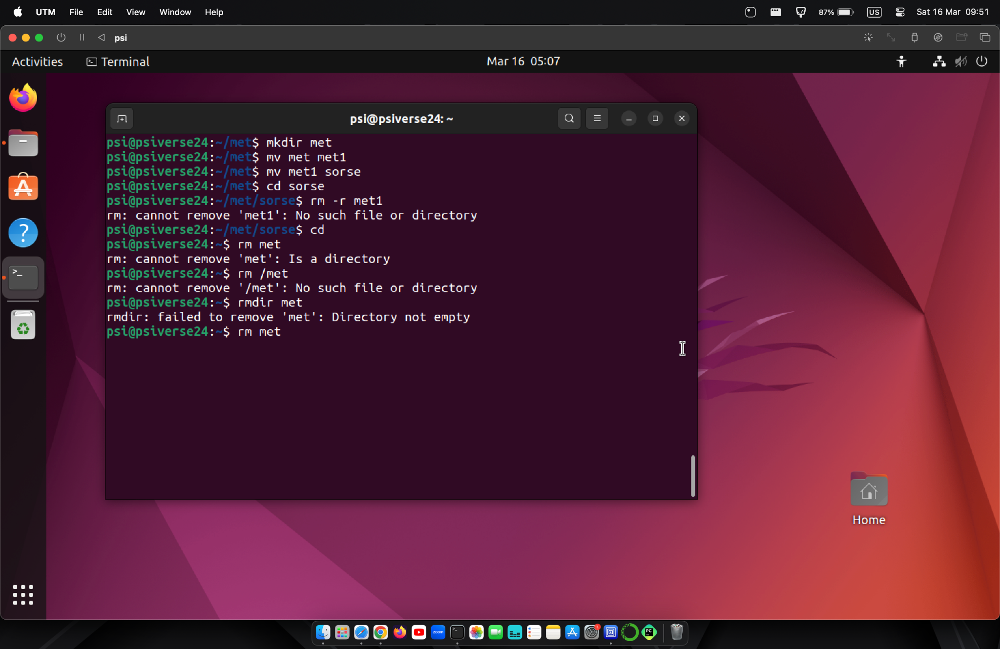 UTM File Edit View Window Help 87% US Sat 16 Mar 09:51
psi
Activities Terminal Mar 16 05:07
psi@psiverse24: ~
psi@psiverse24:~/met$ mkdir met
psi@psiverse24:~/met$ mv met met1
psi@psiverse24:~/met$ mv met1 sorse
psi@psiverse24:~/met$ cd sorse
psi@psiverse24:~/met/sorse$ rm -r met1
rm: cannot remove 'met1': No such file or directory
psi@psiverse24:~/met/sorse$ cd
psi@psiverse24:~$ rm met
rm: cannot remove 'met': Is a directory
psi@psiverse24:~$ rm /met
rm: cannot remove '/met': No such file or directory
psi@psiverse24:~$ rmdir met
rmdir: failed to remove 'met': Directory not empty
psi@psiverse24:~$ rm met
Home
zoom 1 PC